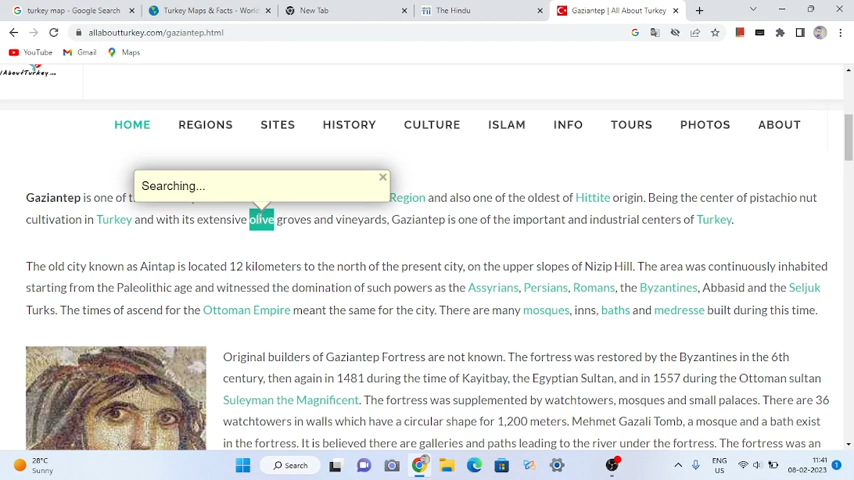 turkey map - Google Search
Turkey Maps & Facts - World
New Tab
The Hindu
Gaziantep | All About Turkey
allaboutturkey.com/gaziantep.html
YouTube
Gmail
Maps
HOME
REGIONS
SITES
HISTORY
CULTURE
ISLAM
INFO
TOURS
PHOTOS
ABOUT
Searching...
Gaziantep is one of Region and also one of the oldest of Hittite origin. Being the center of pistachio nut
cultivation in Turkey and with its extensive olive groves and vineyards, Gaziantep is one of the important and industrial centers of Turkey.
The old city known as Aintap is located 12 kilometers to the north of the present city, on the upper slopes of Nizip Hill. The area was continuously inhabited
starting from the Paleolithic age and witnessed the domination of such powers as the Assyrians, Persians, Romans, the Byzantines, Abbasid and the Seljuk
Turks. The times of ascend for the Ottoman Empire meant the same for the city. There are many mosques, inns, baths and medresse built during this time.
Original builders of Gaziantep Fortress are not known. The fortress was restored by the Byzantines in the 6th
century, then again in 1481 during the time of Kayitbay, the Egyptian Sultan, and in 1557 during the Ottoman sultan
Suleyman the Magnificent. The fortress was supplemented by watchtowers, mosques and small palaces. There are 36
watchtowers in walls which have a circular shape for 1,200 meters. Mehmet Gazali Tomb, a mosque and a bath exist
in the fortress. It is believed there are galleries and paths leading to the river under the fortress. The fortress was an
28°C
Sunny
Search
ENG
US
11:41
08-02-2023